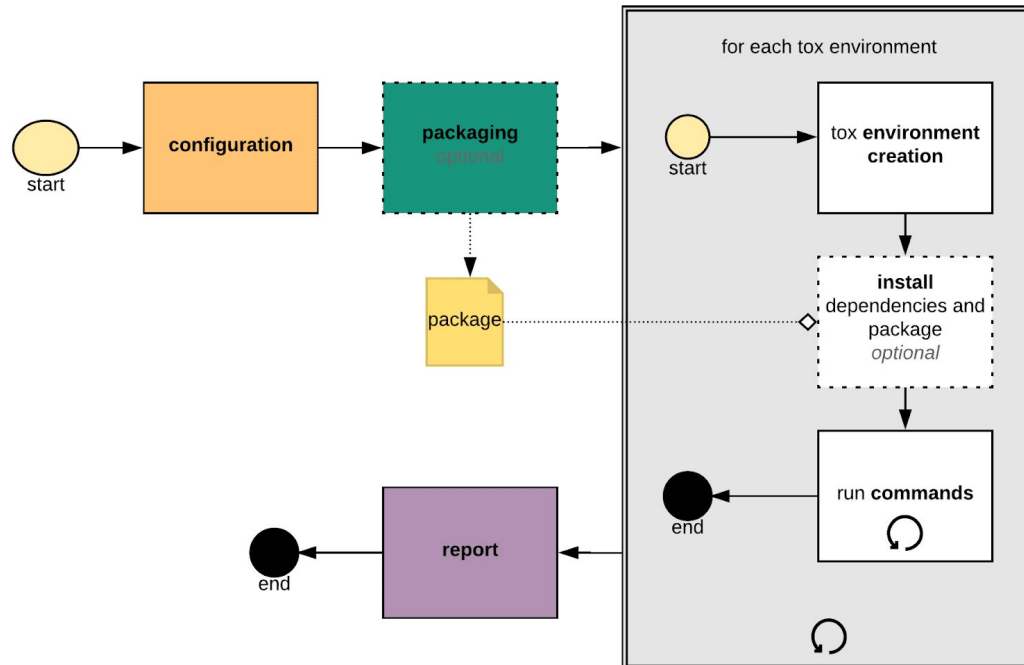 for each tox environment
start
configuration
packaging
optional
start
tox environment
creation
package
install
dependencies and
package
optional
run commands
end
report
end